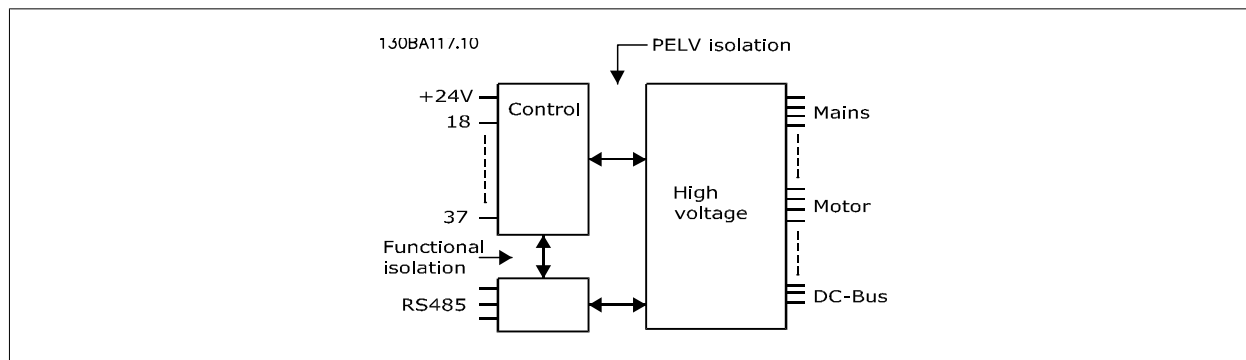 130BA117.10
PELV isolation
+24V
Control
Mains
18
High
voltage
37
Motor
Functional
isolation
RS485
DC-Bus